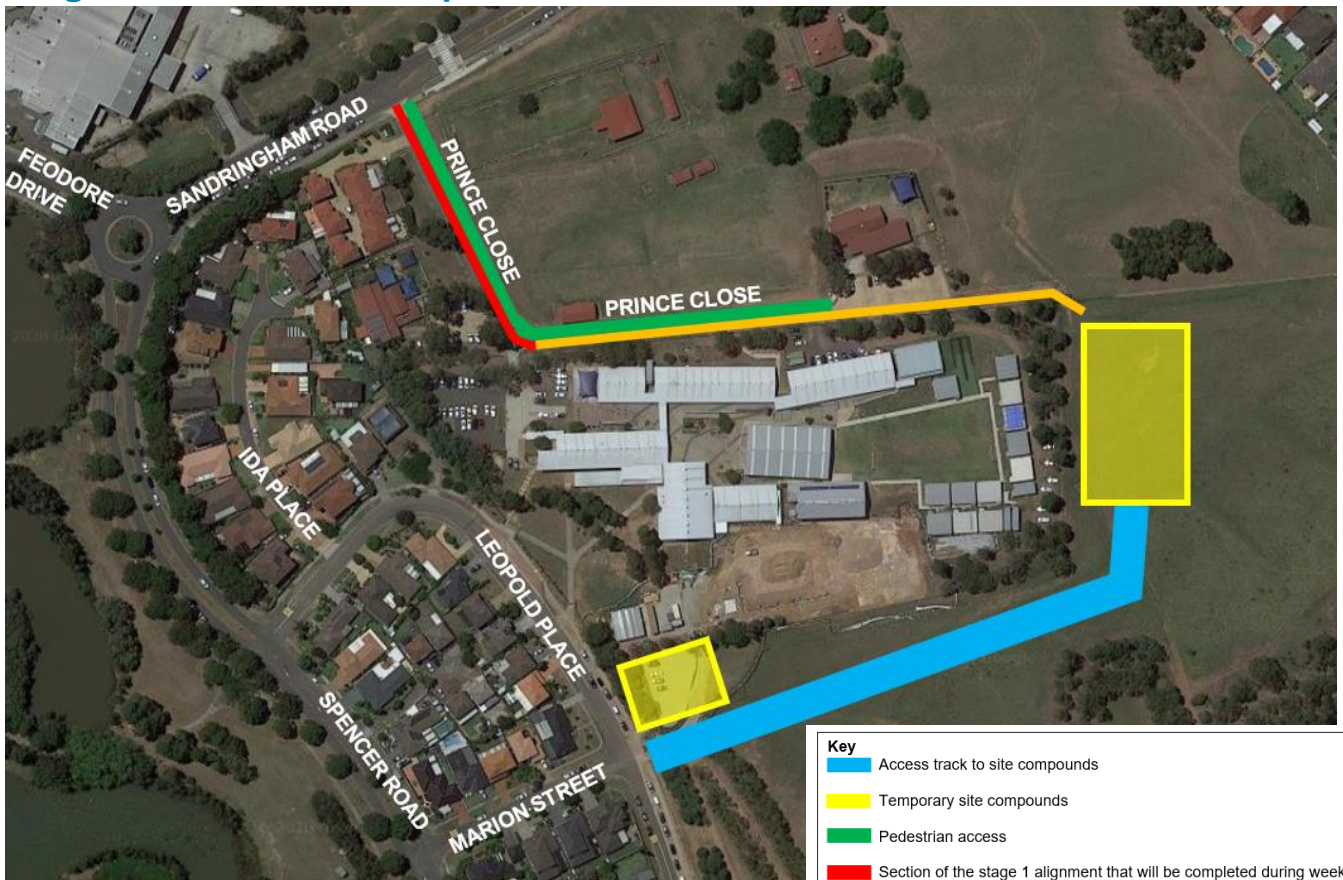 FEODORE
DRIVE
SANDRINGHAM ROAD
PRINCE CLOSE
PRINCE CLOSE
IDA PLACE
LEOPOLD PLACE
SPENCER ROAD
MARION STREET
Key
Access track to site compounds
Temporary site compounds
Pedestrian access
Section of the stage 1 alignment that will be completed during wee